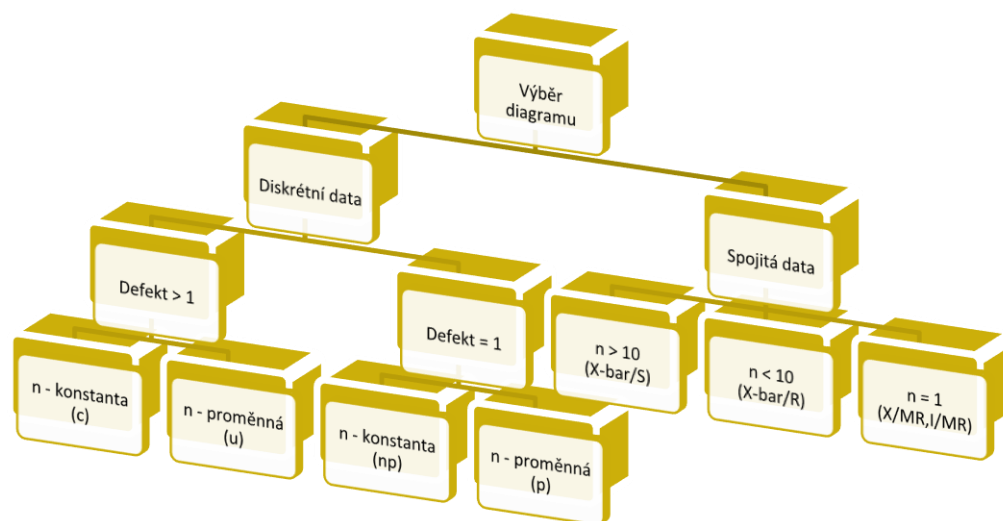 Výběr
diagramu
Diskrétní data
Spojitá data
Defekt > 1
Defekt = 1
n > 10
(X-bar/S)
n < 10
(X-bar/R)
n = 1
(X/MR,I/MR)
n - konstanta
(c)
n - proměnná
(u)
n - konstanta
(np)
n - proměnná
(p)